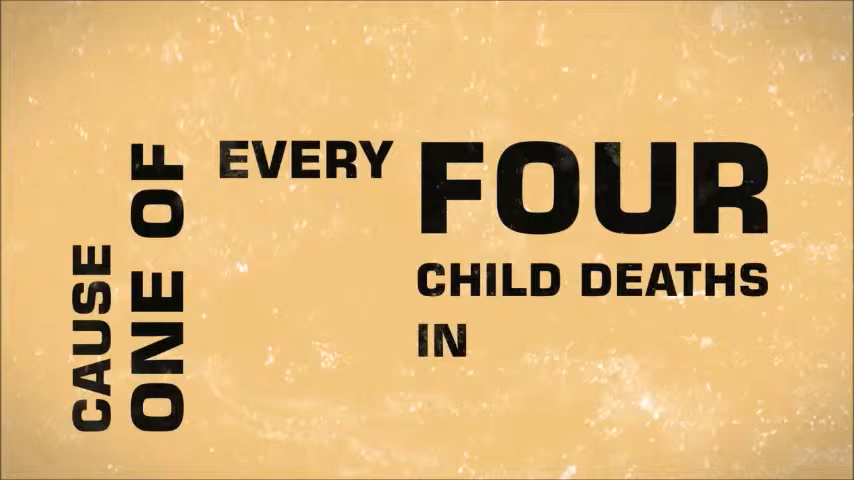 CAUSE
ONE OF
EVERY
FOUR
CHILD DEATHS
IN